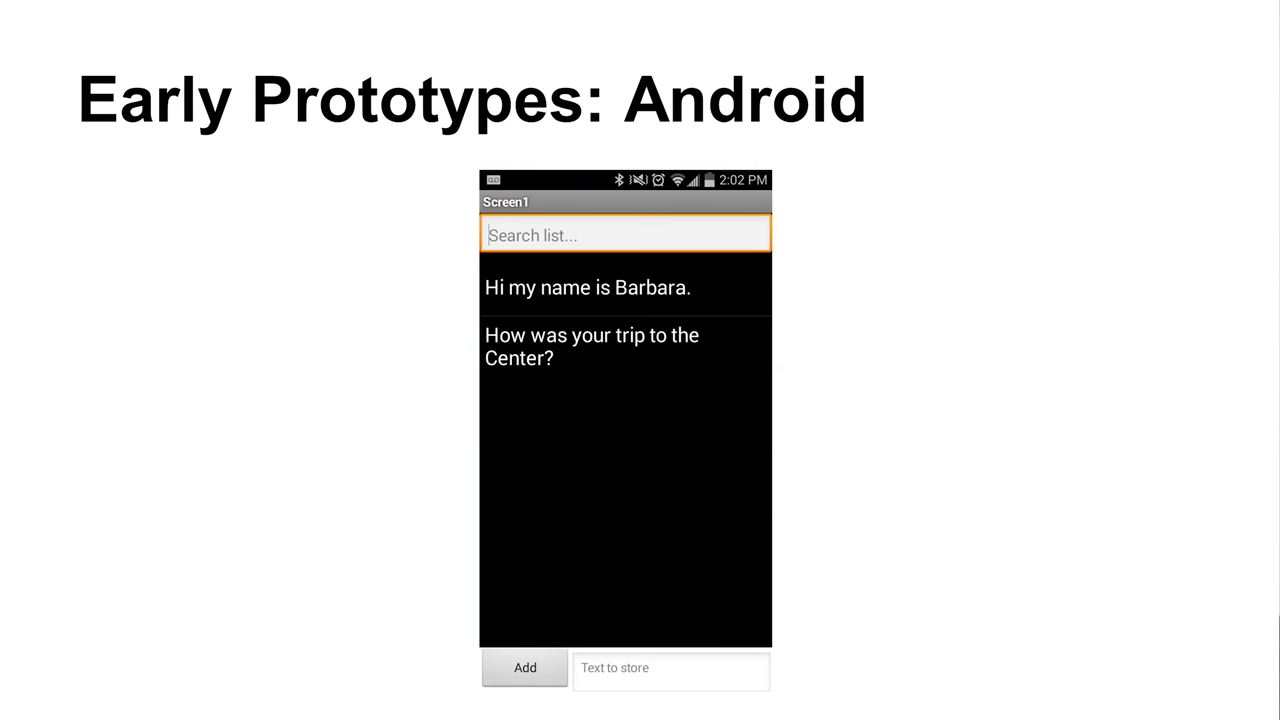 Early Prototypes: Android
2:02 PM
Screen1
Search list...
Hi my name is Barbara.
How was your trip to the
Center?
Add
Text to store